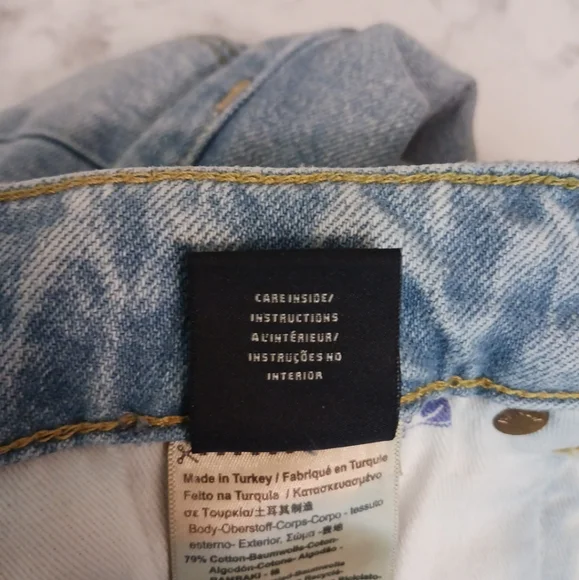 CARE INSIDE/
INSTRUCTIONS
A L'INTÉRIEUR/
INSTRUÇÕES NO
INTERIOR
Made in Turkey / Fabriqué en Turquie
Feito na Turquia / Κατασκευασμένο
σε Τουρκία/土耳其制造
Body-Überstoff-Corps-Corpo - tessuto
esterno- Exterior, Σώμα -
79% Cotton-Baumwolle-Coton-
Algodón-Cotone- Algodão-
ΒΑΜΒΑΚΙ -